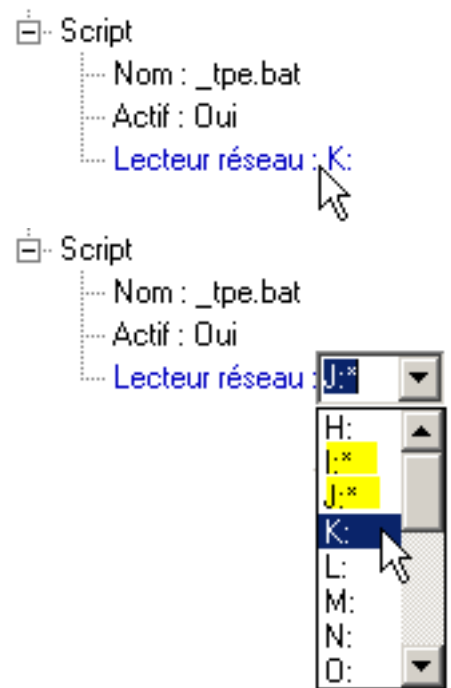 Script
Nom : _tpe.bat
Actif : Oui
Lecteur réseau : K:
Script
Nom : _tpe.bat
Actif : Oui
Lecteur réseau : J:*
H:
I:*
J:*
K:
L:
M:
N:
O: